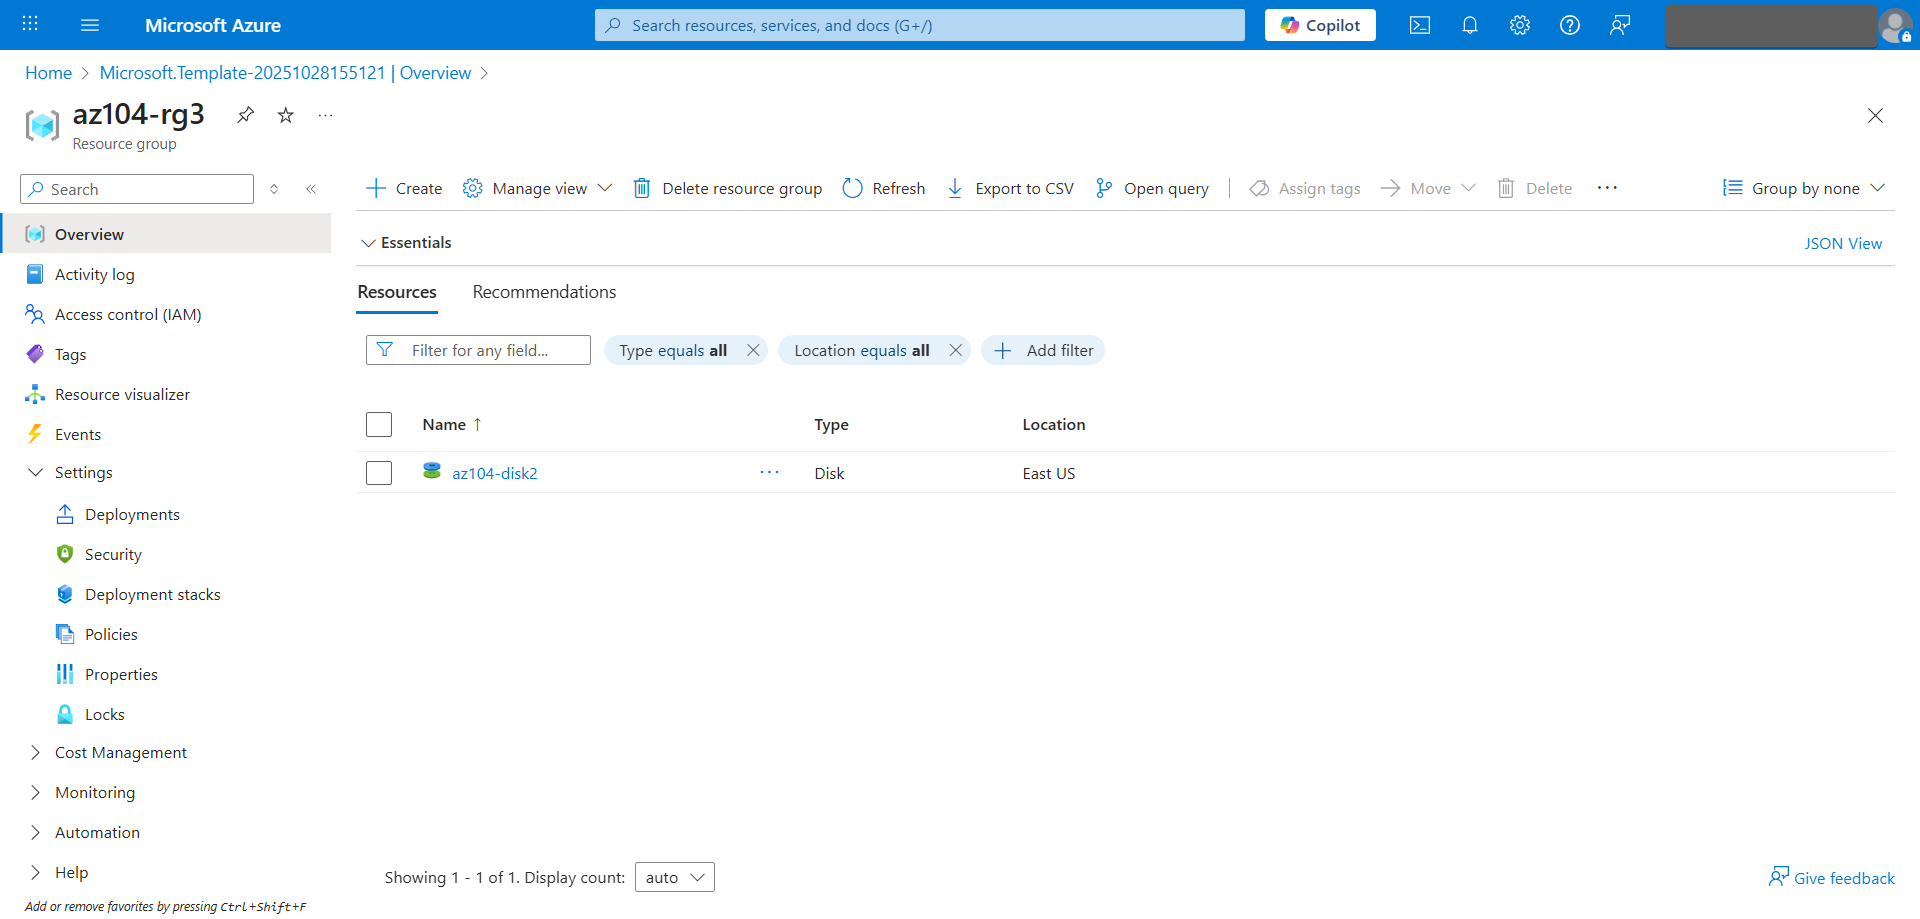 Microsoft Azure
Search resources, services, and docs (G+/)
Copilot
Home > Microsoft.Template-20251028155121 | Overview >
az104-rg3
Resource group
Search
Create
Manage view
Delete resource group
Refresh
Export to CSV
Open query
Assign tags
Move
Delete
Group by none
Overview
Activity log
Access control (IAM)
Tags
Resource visualizer
Events
Settings
Deployments
Security
Deployment stacks
Policies
Properties
Locks
Cost Management
Monitoring
Automation
Help
Add or remove favorites by pressing Ctrl+Shift+F
Essentials
JSON View
Resources
Recommendations
Filter for any field...
Type equals all
Location equals all
Add filter
Name ↑
Type
Location
az104-disk2
Disk
East US
Showing 1 - 1 of 1. Display count: auto
Give feedback